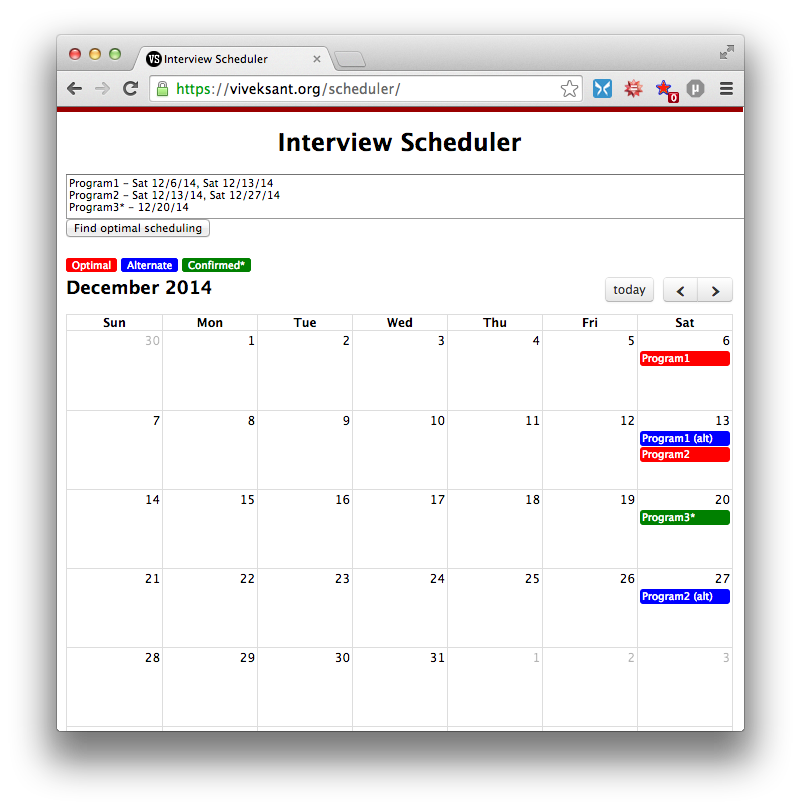 VS Interview Scheduler
https://viveksant.org/scheduler/
0 µ
Interview Scheduler
Program1 - Sat 12/6/14, Sat 12/13/14
Program2 - Sat 12/13/14, Sat 12/27/14
Program3* - 12/20/14
Find optimal scheduling
Optimal Alternate Confirmed*
December 2014 today
Sun Mon Tue Wed Thu Fri Sat
30 1 2 3 4 5 6
Program1
7 8 9 10 11 12 13
Program1 (alt)
Program2
14 15 16 17 18 19 20
Program3*
21 22 23 24 25 26 27
Program2 (alt)
28 29 30 31 1 2 3